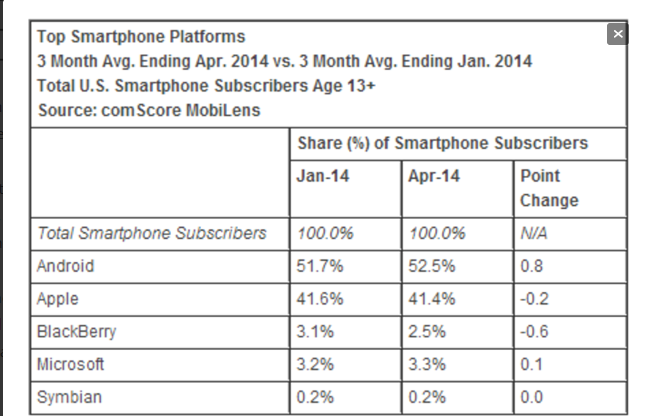 Top Smartphone Platforms
3 Month Avg. Ending Apr. 2014 vs. 3 Month Avg. Ending Jan. 2014
Total U.S. Smartphone Subscribers Age 13+
Source: comScore MobiLens
Share (%) of Smartphone Subscribers
Jan-14 Apr-14 Point Change
Total Smartphone Subscribers 100.0% 100.0% N/A
Android 51.7% 52.5% 0.8
Apple 41.6% 41.4% -0.2
BlackBerry 3.1% 2.5% -0.6
Microsoft 3.2% 3.3% 0.1
Symbian 0.2% 0.2% 0.0